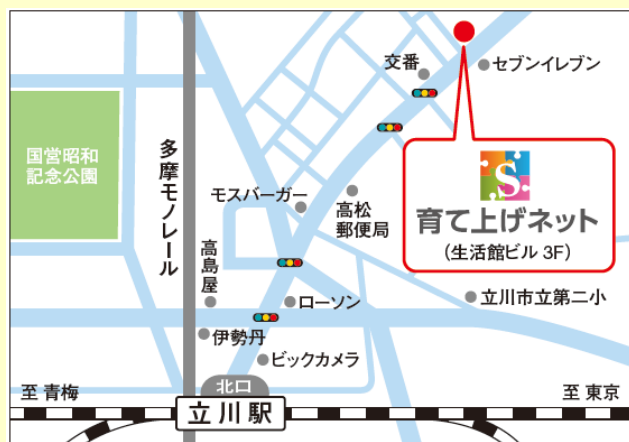 交番
セブンイレブン
国営昭和
記念公園
多摩モノレール
モスバーガー
高松
郵便局
S
育て上げネット
(生活館ビル 3F)
高島屋
ローソン
立川市立第二小
伊勢丹
ビックカメラ
至 青梅
北口
至 東京
立川駅